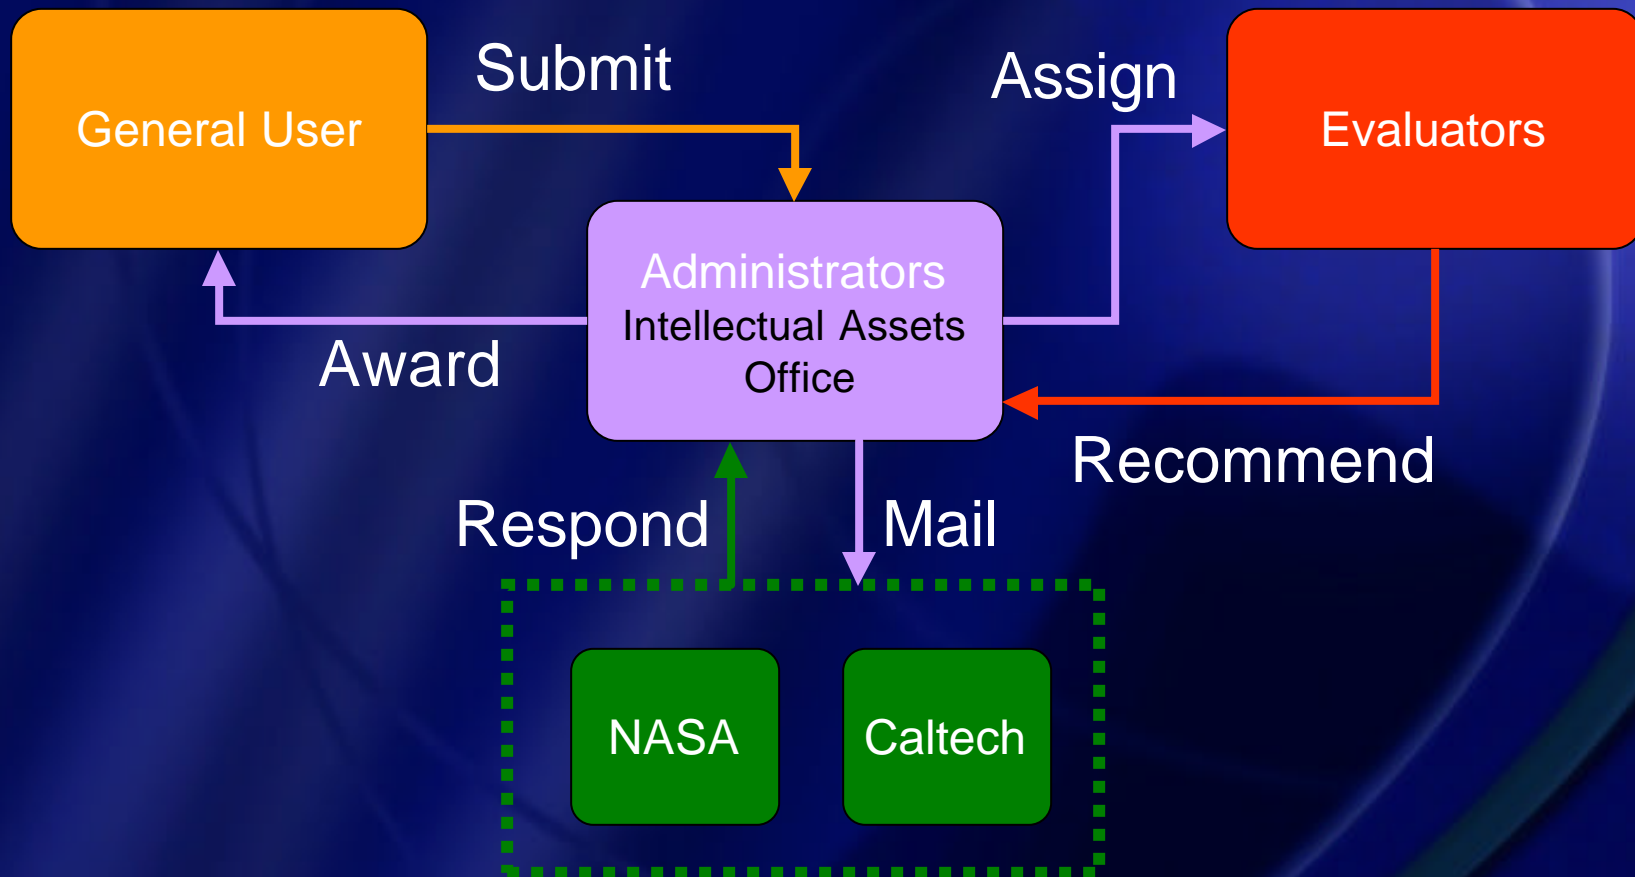 Submit
Assign
General User
Evaluators
Administrators
Intellectual Assets
Office
Award
Recommend
Respond
Mail
NASA
Caltech